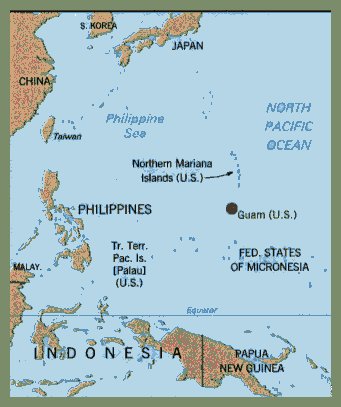 S. KOREA
JAPAN
CHINA
NORTH
PACIFIC
OCEAN
Philippine
Sea
Taiwan
Northern Mariana
Islands (U.S.)
PHILIPPINES
Guam (U.S.)
Tr. Terr.
Pac. Is.
[Palau]
(U.S.)
FED. STATES
OF MICRONESIA
MALAY.
Equator
INDONESIA
PAPUA
NEW GUINEA